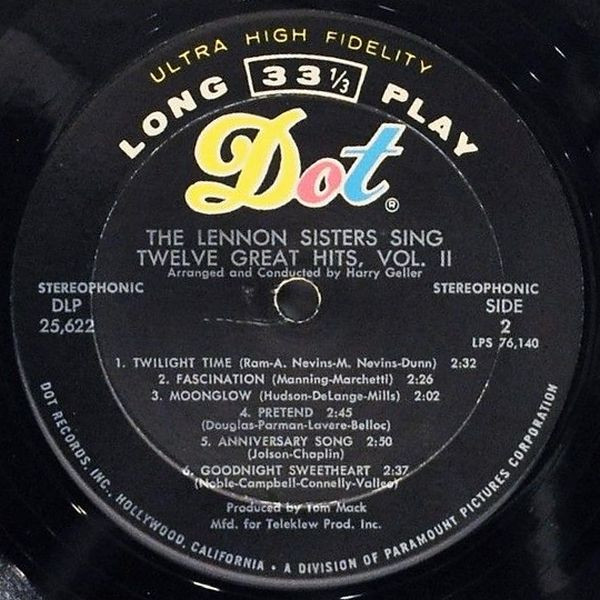 ULTRA HIGH FIDELITY
LONG 33 1/3 PLAY
Dot®
THE LENNON SISTERS SING
TWELVE GREAT HITS, VOL. II
Arranged and Conducted by Harry Geller
STEREOPHONIC
DLP
25,622
STEREOPHONIC
SIDE
2
LPS 76,140
1. TWILIGHT TIME (Ram-A. Nevins-M. Nevins-Dunn) 2:32
2. FASCINATION (Manning-Marchetti) 2:26
3. MOONGLOW (Hudson-DeLange-Mills) 2:02
4. PRETEND 2:45
(Douglas-Parman-Lavere-Belloc)
5. ANNIVERSARY SONG 2:50
(Jolson-Chaplin)
6. GOODNIGHT SWEETHEART 2:37
(Noble-Campbell-Connelly-Vallee)
Produced by Tom Mack
Mfd. for Teleklew Prod. Inc.
DOT RECORDS, INC., HOLLYWOOD, CALIFORNIA • A DIVISION OF PARAMOUNT PICTURES CORPORATION